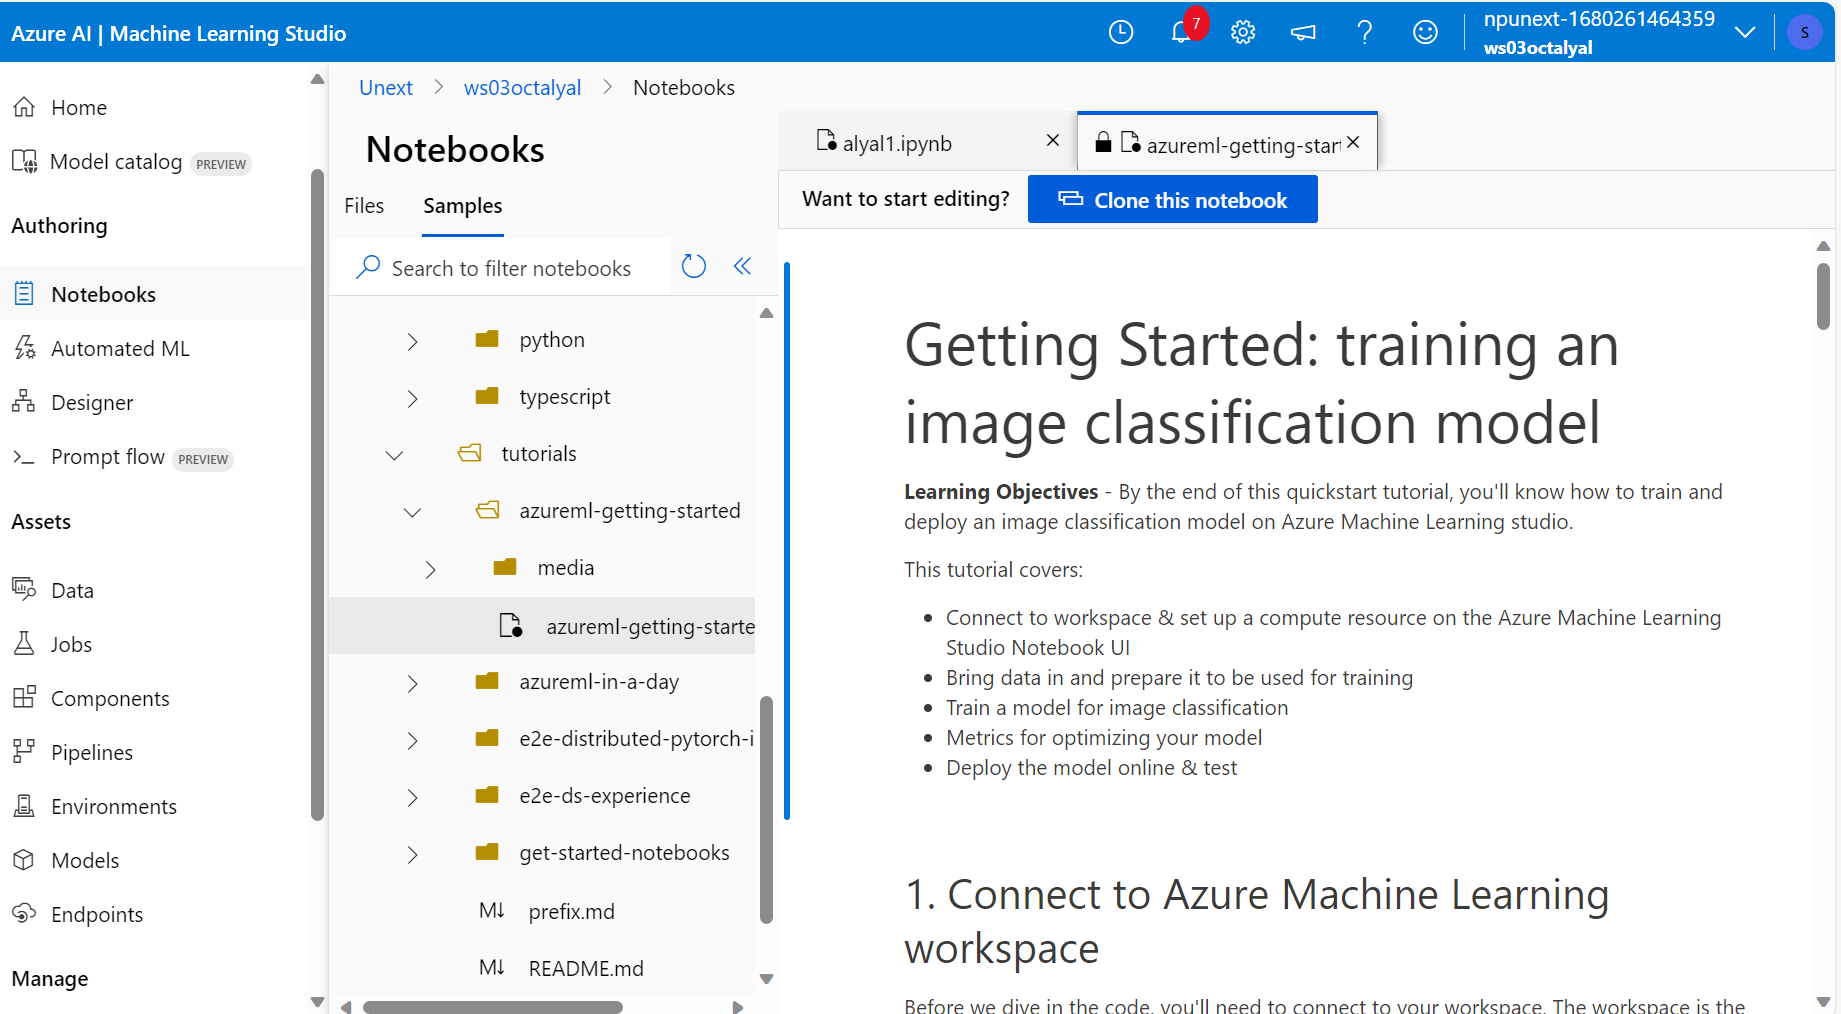 Azure AI | Machine Learning Studio
7
npunext-1680261464359
ws03octalyal
S
Home
Model catalog PREVIEW
Authoring
Notebooks
Automated ML
Designer
Prompt flow PREVIEW
Assets
Data
Jobs
Components
Pipelines
Environments
Models
Endpoints
Manage
Unext > ws03octalyal > Notebooks
Notebooks
Files Samples
Search to filter notebooks
python
typescript
tutorials
azureml-getting-started
media
azureml-getting-starte
azureml-in-a-day
e2e-distributed-pytorch-i
e2e-ds-experience
get-started-notebooks
M↓ prefix.md
M↓ README.md
alyal1.ipynb
azureml-getting-start
Want to start editing? Clone this notebook
Getting Started: training an
image classification model
Learning Objectives - By the end of this quickstart tutorial, you'll know how to train and
deploy an image classification model on Azure Machine Learning studio.
This tutorial covers:
• Connect to workspace & set up a compute resource on the Azure Machine Learning
Studio Notebook UI
• Bring data in and prepare it to be used for training
• Train a model for image classification
• Metrics for optimizing your model
• Deploy the model online & test
1. Connect to Azure Machine Learning
workspace
Before we dive in the code, you'll need to connect to your workspace. The workspace is the